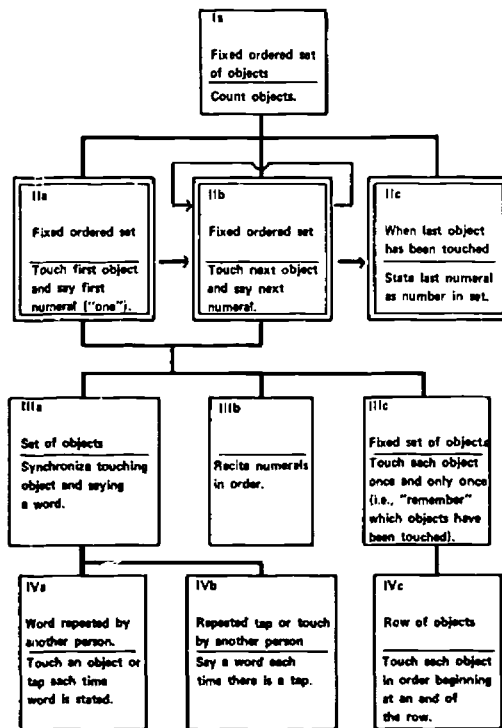 Ia
Fixed ordered set
of objects
Count objects.
IIa
Fixed ordered set
Touch first object
and say first
numeral ("one").
IIb
Fixed ordered set
Touch next object
and say next
numeral.
IIc
When last object
has been touched
State last numeral
as number in set.
IIIa
Set of objects
Synchronize touching
object and saying
a word.
IIIb
Recite numerals
in order.
IIIc
Fixed set of objects
Touch each object
once and only once
(i.e., "remember"
which objects have
been touched).
IVa
Word repeated by
another person.
Touch an object or
tap each time
word is stated.
IVb
Repeated tap or touch
by another person
Say a word each
time there is a tap.
IVc
Row of objects
Touch each object
in order beginning
at an end of
the row.